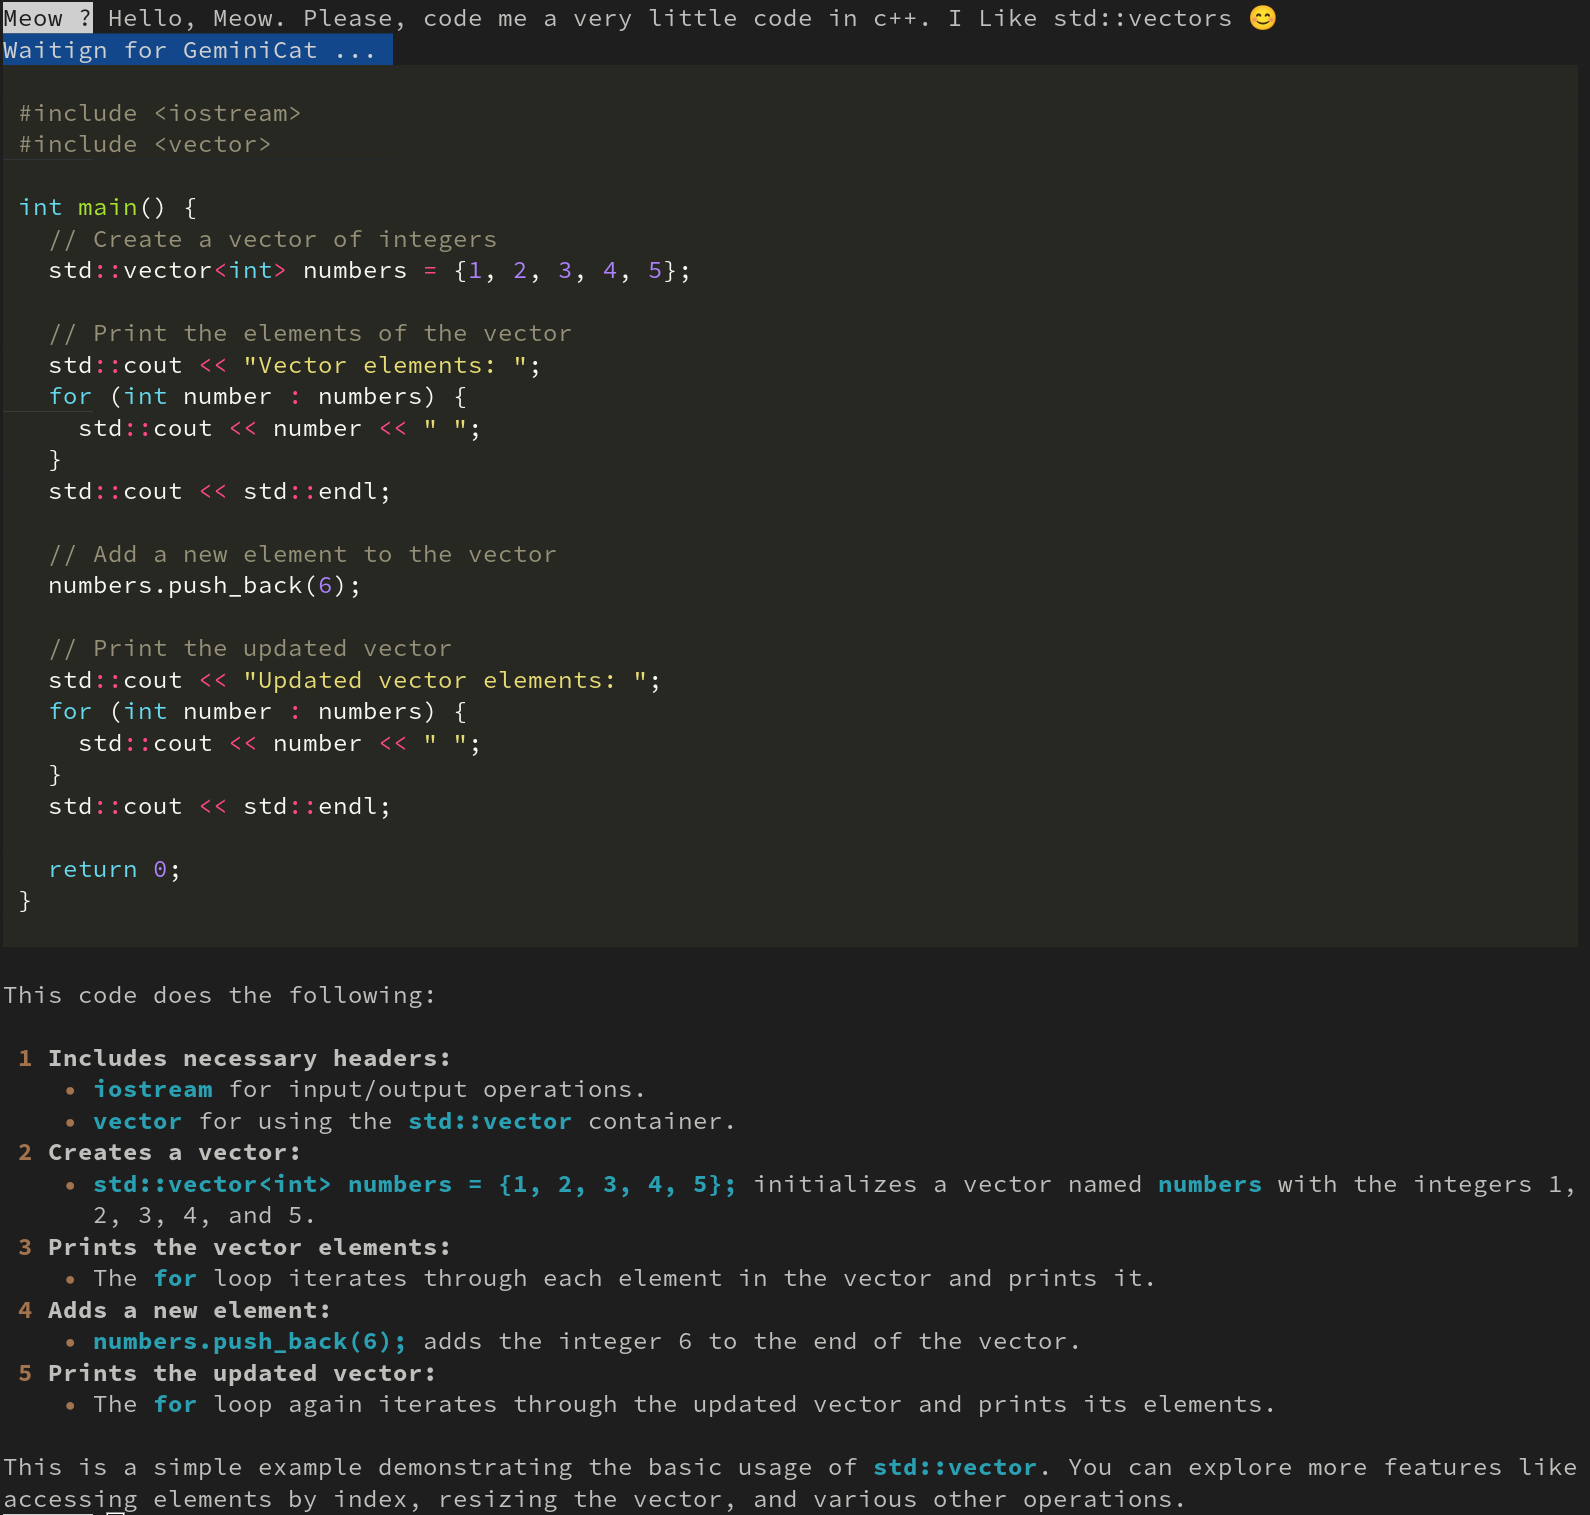 Meow ? Hello, Meow. Please, code me a very little code in c++. I Like std::vectors 😊
Waitign for GeminiCat ...
#include <iostream>
#include <vector>
int main() {
  // Create a vector of integers
  std::vector<int> numbers = {1, 2, 3, 4, 5};
  // Print the elements of the vector
  std::cout << "Vector elements: ";
  for (int number : numbers) {
    std::cout << number << " ";
  }
  std::cout << std::endl;
  // Add a new element to the vector
  numbers.push_back(6);
  // Print the updated vector
  std::cout << "Updated vector elements: ";
  for (int number : numbers) {
    std::cout << number << " ";
  }
  std::cout << std::endl;
  return 0;
}
This code does the following:
1 Includes necessary headers:
• iostream for input/output operations.
• vector for using the std::vector container.
2 Creates a vector:
• std::vector<int> numbers = {1, 2, 3, 4, 5}; initializes a vector named numbers with the integers 1,
2, 3, 4, and 5.
3 Prints the vector elements:
• The for loop iterates through each element in the vector and prints it.
4 Adds a new element:
• numbers.push_back(6); adds the integer 6 to the end of the vector.
5 Prints the updated vector:
• The for loop again iterates through the updated vector and prints its elements.
This is a simple example demonstrating the basic usage of std::vector. You can explore more features like
accessing elements by index, resizing the vector, and various other operations.